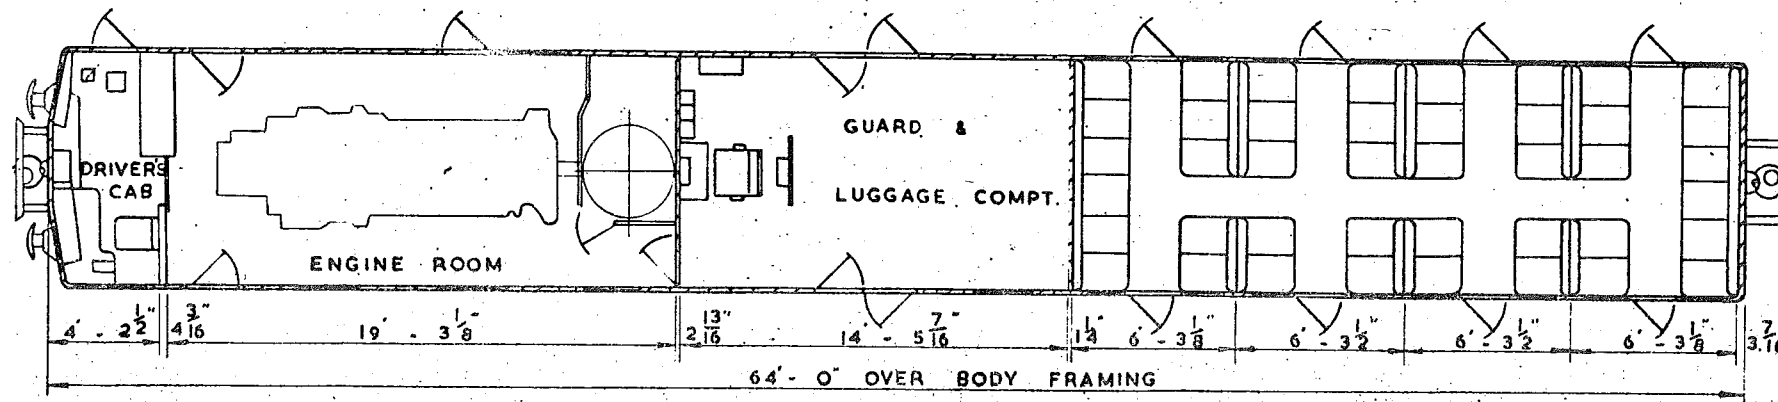 GUARD &
DRIVER'S
CAB
LUGGAGE COMPT.
ENGINE ROOM
4' - 2 1/2" 4 3/16" 19' - 3 1/8" 2 13/16" 14' - 5 7/16" 1 1/4" 6' - 3 1/8" 6' - 3 1/2" 6' - 3 1/2" 6' - 3 1/8" 3 7/16
64' - 0" OVER BODY FRAMING